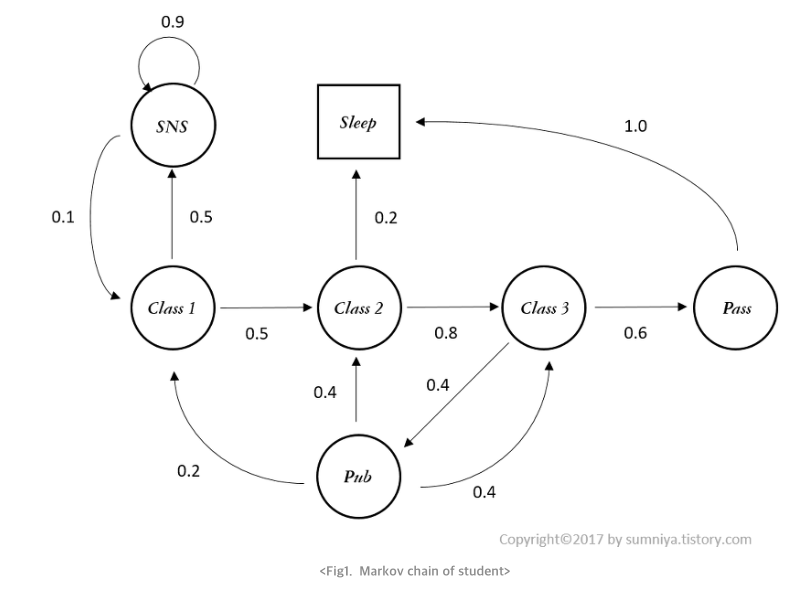 0.9
SNS
Sleep
1.0
0.1
0.5
0.2
Class 1
Class 2
Class 3
Pass
0.5
0.8
0.6
0.4
0.4
0.2
Pub
0.4
Copyright©2017 by sumniya.tistory.com
<Fig1. Markov chain of student>